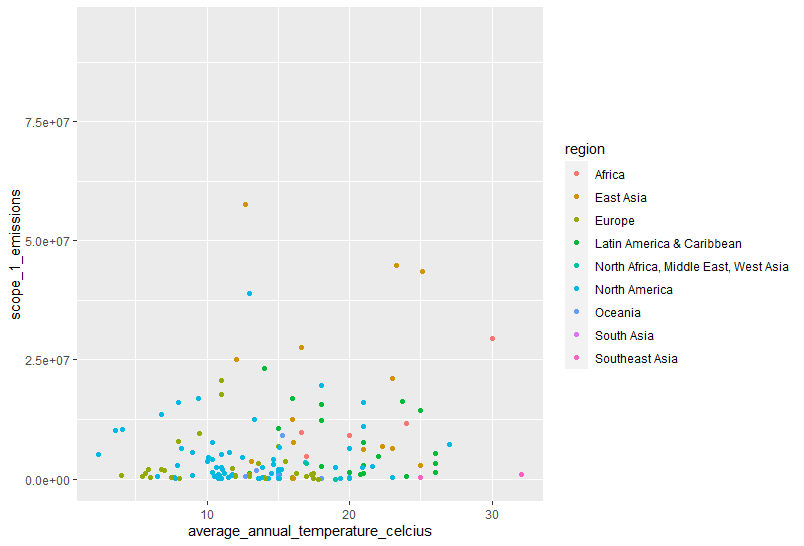 7.5e+07
5.0e+07
2.5e+07
0.0e+00
scope_1_emissions
10
20
30
average_annual_temperature_celcius
region
Africa
East Asia
Europe
Latin America & Caribbean
North Africa, Middle East, West Asia
North America
Oceania
South Asia
Southeast Asia